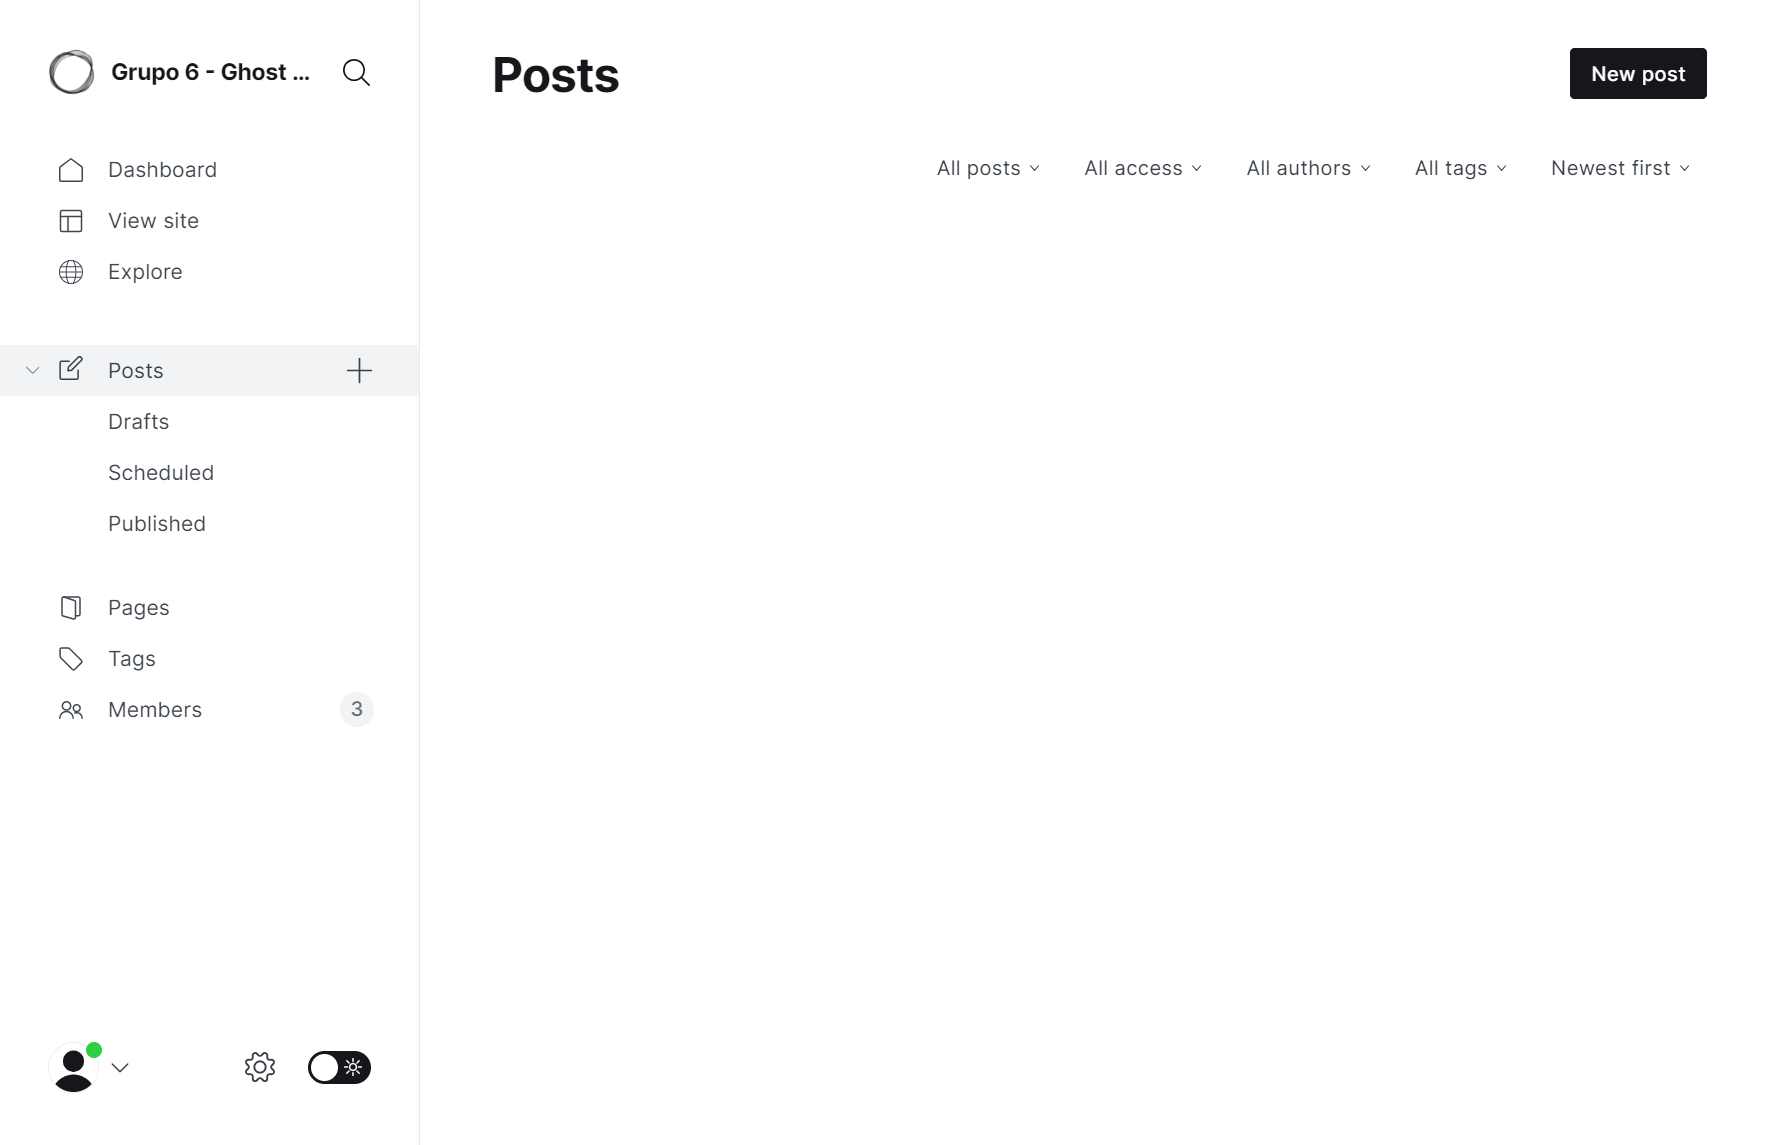 Grupo 6 - Ghost ...
Dashboard
View site
Explore
Posts
Drafts
Scheduled
Published
Pages
Tags
Members 3
Posts
New post
All posts All access All authors All tags Newest first